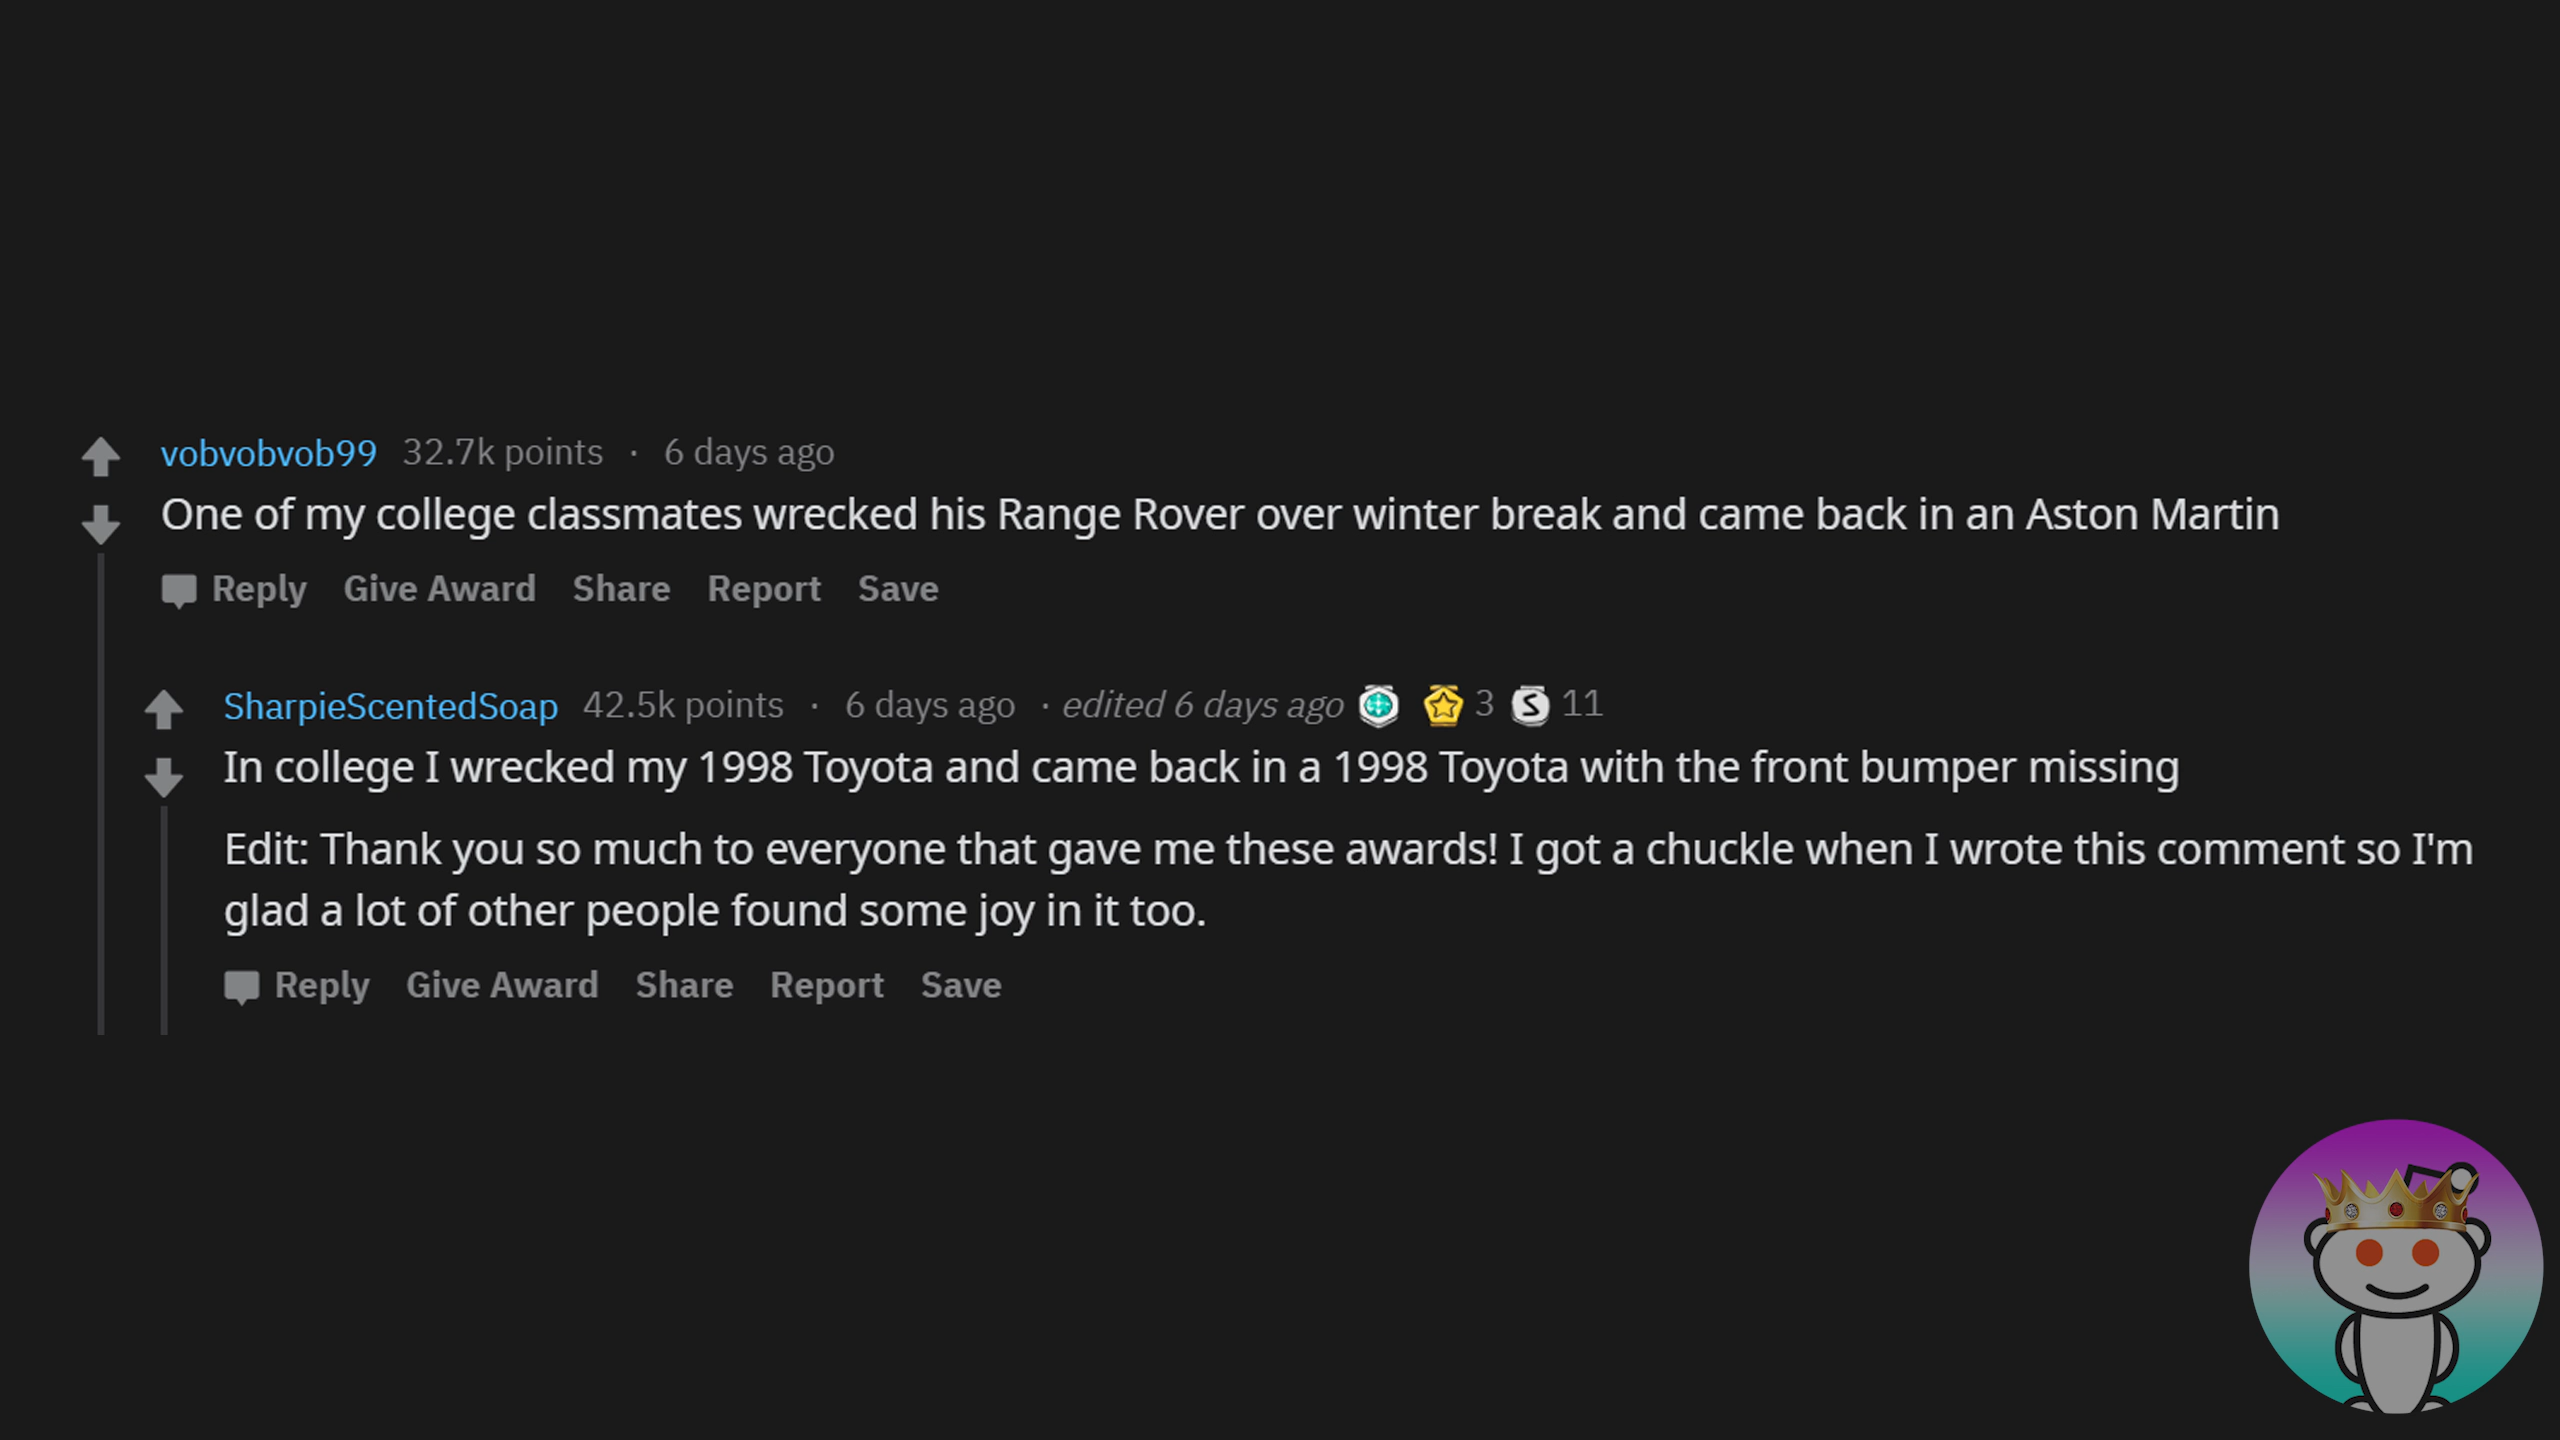 vobvobvob99 32.7k points · 6 days ago
One of my college classmates wrecked his Range Rover over winter break and came back in an Aston Martin
Reply Give Award Share Report Save
SharpieScentedSoap 42.5k points · 6 days ago · edited 6 days ago 3 S 11
In college I wrecked my 1998 Toyota and came back in a 1998 Toyota with the front bumper missing
Edit: Thank you so much to everyone that gave me these awards! I got a chuckle when I wrote this comment so I'm
glad a lot of other people found some joy in it too.
Reply Give Award Share Report Save